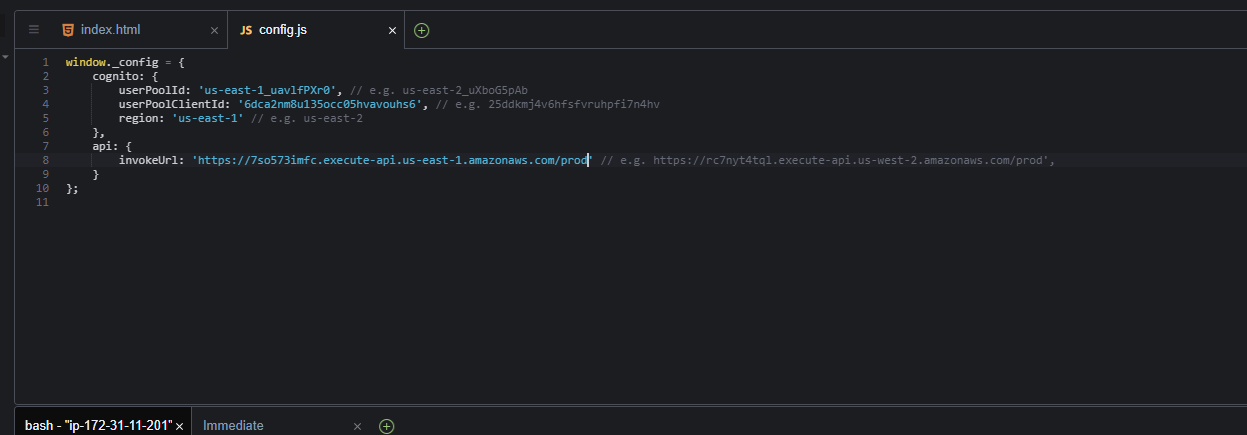 index.html × JS config.js ×
1 window._config = {
2 cognito: {
3 userPoolId: 'us-east-1_uavlfPXr0', // e.g. us-east-2_uXboG5pAb
4 userPoolClientId: '6dca2nm8u135occ05hvavouhs6', // e.g. 25ddkmj4v6hfsfvruhpfi7n4hv
5 region: 'us-east-1' // e.g. us-east-2
6 },
7 api: {
8 invokeUrl: 'https://7so573imfc.execute-api.us-east-1.amazonaws.com/prod' // e.g. https://rc7nyt4tql.execute-api.us-west-2.amazonaws.com/prod',
9 }
10 };
11
bash - "ip-172-31-11-201" × Immediate ×